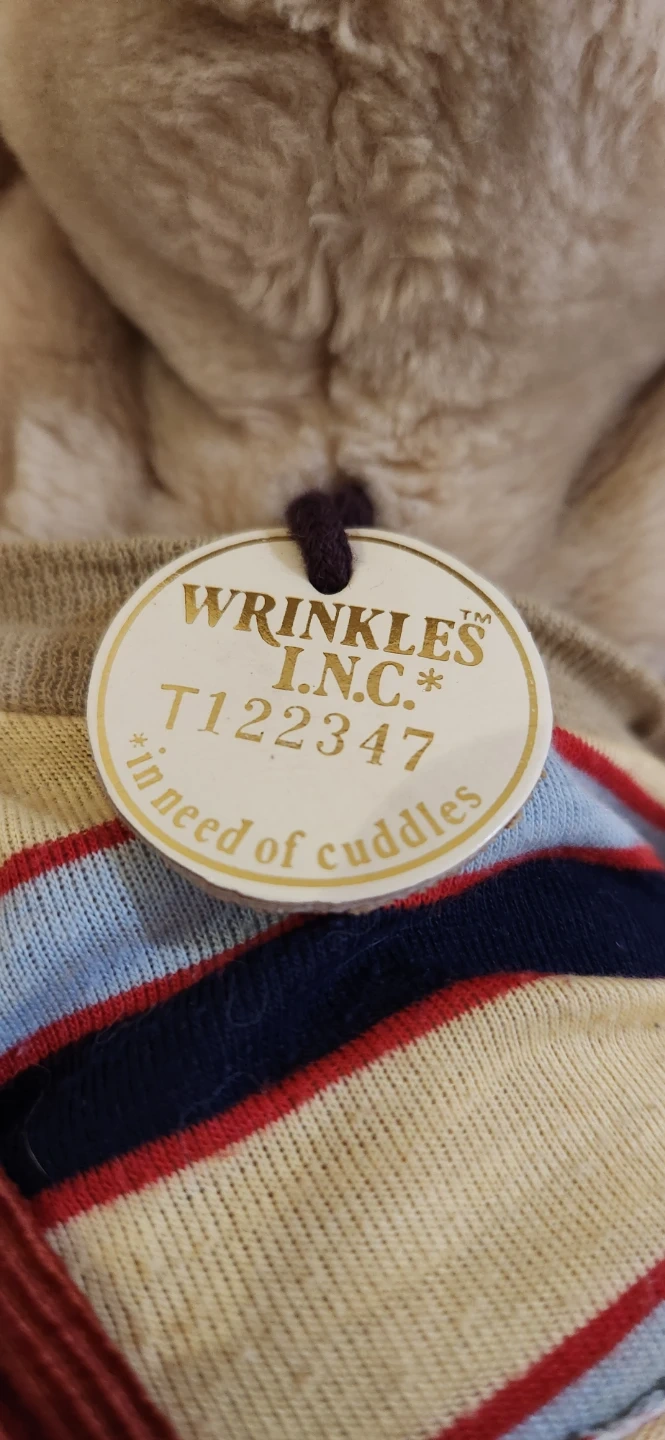 WRINKLES™
I.N.C.*
T122347
*in need of cuddles